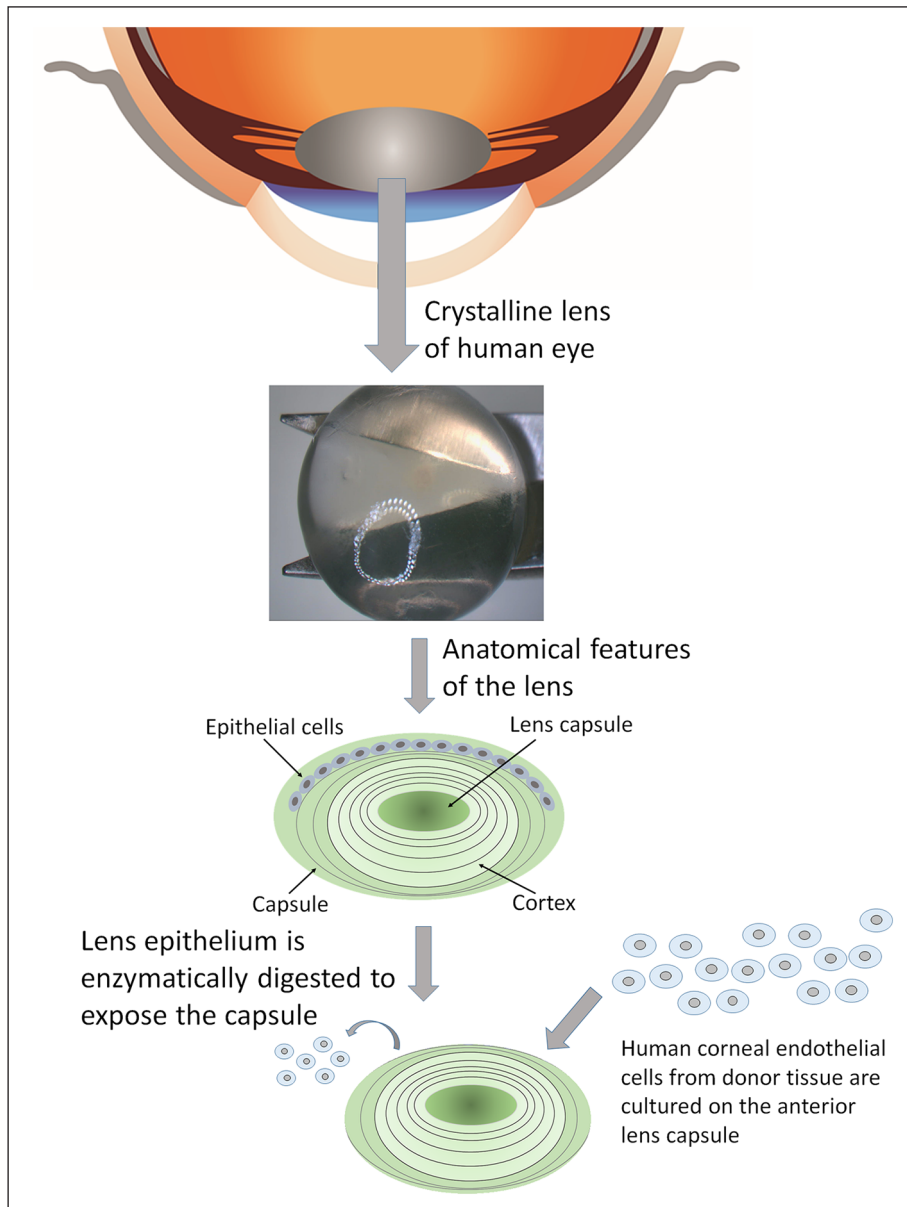 Crystalline lens
of human eye
Anatomical features
of the lens
Epithelial cells
Lens capsule
Capsule
Cortex
Lens epithelium is
enzymatically digested to
expose the capsule
Human corneal endothelial
cells from donor tissue are
cultured on the anterior
lens capsule